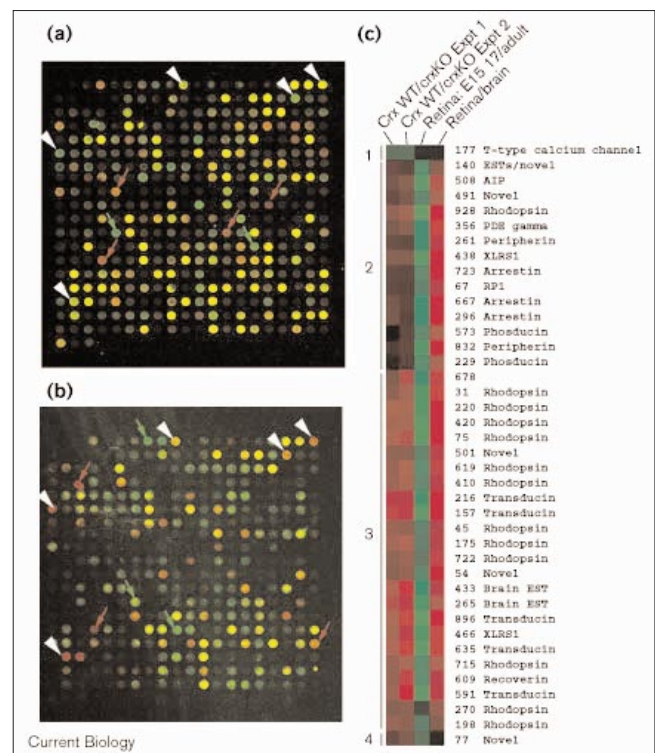 (a)
(b)
(c)
Crx WT/crxKO Expt 1
Crx WT/crxKO Expt 2
Retina: E15 17/adult
Retina/brain
1
2
3
4
177 T-type calcium channel
140 ESTs/novel
508 AIP
491 Novel
928 Rhodopsin
356 PDE gamma
261 Peripherin
438 XLRS1
723 Arrestin
67 RP1
667 Arrestin
296 Arrestin
573 Phosducin
832 Peripherin
229 Phosducin
678
31 Rhodopsin
220 Rhodopsin
420 Rhodopsin
75 Rhodopsin
501 Novel
619 Rhodopsin
410 Rhodopsin
216 Transducin
157 Transducin
45 Rhodopsin
175 Rhodopsin
722 Rhodopsin
54 Novel
433 Brain EST
265 Brain EST
896 Transducin
466 XLRS1
635 Transducin
715 Rhodopsin
609 Recoverin
591 Transducin
270 Rhodopsin
198 Rhodopsin
77 Novel
Current Biology